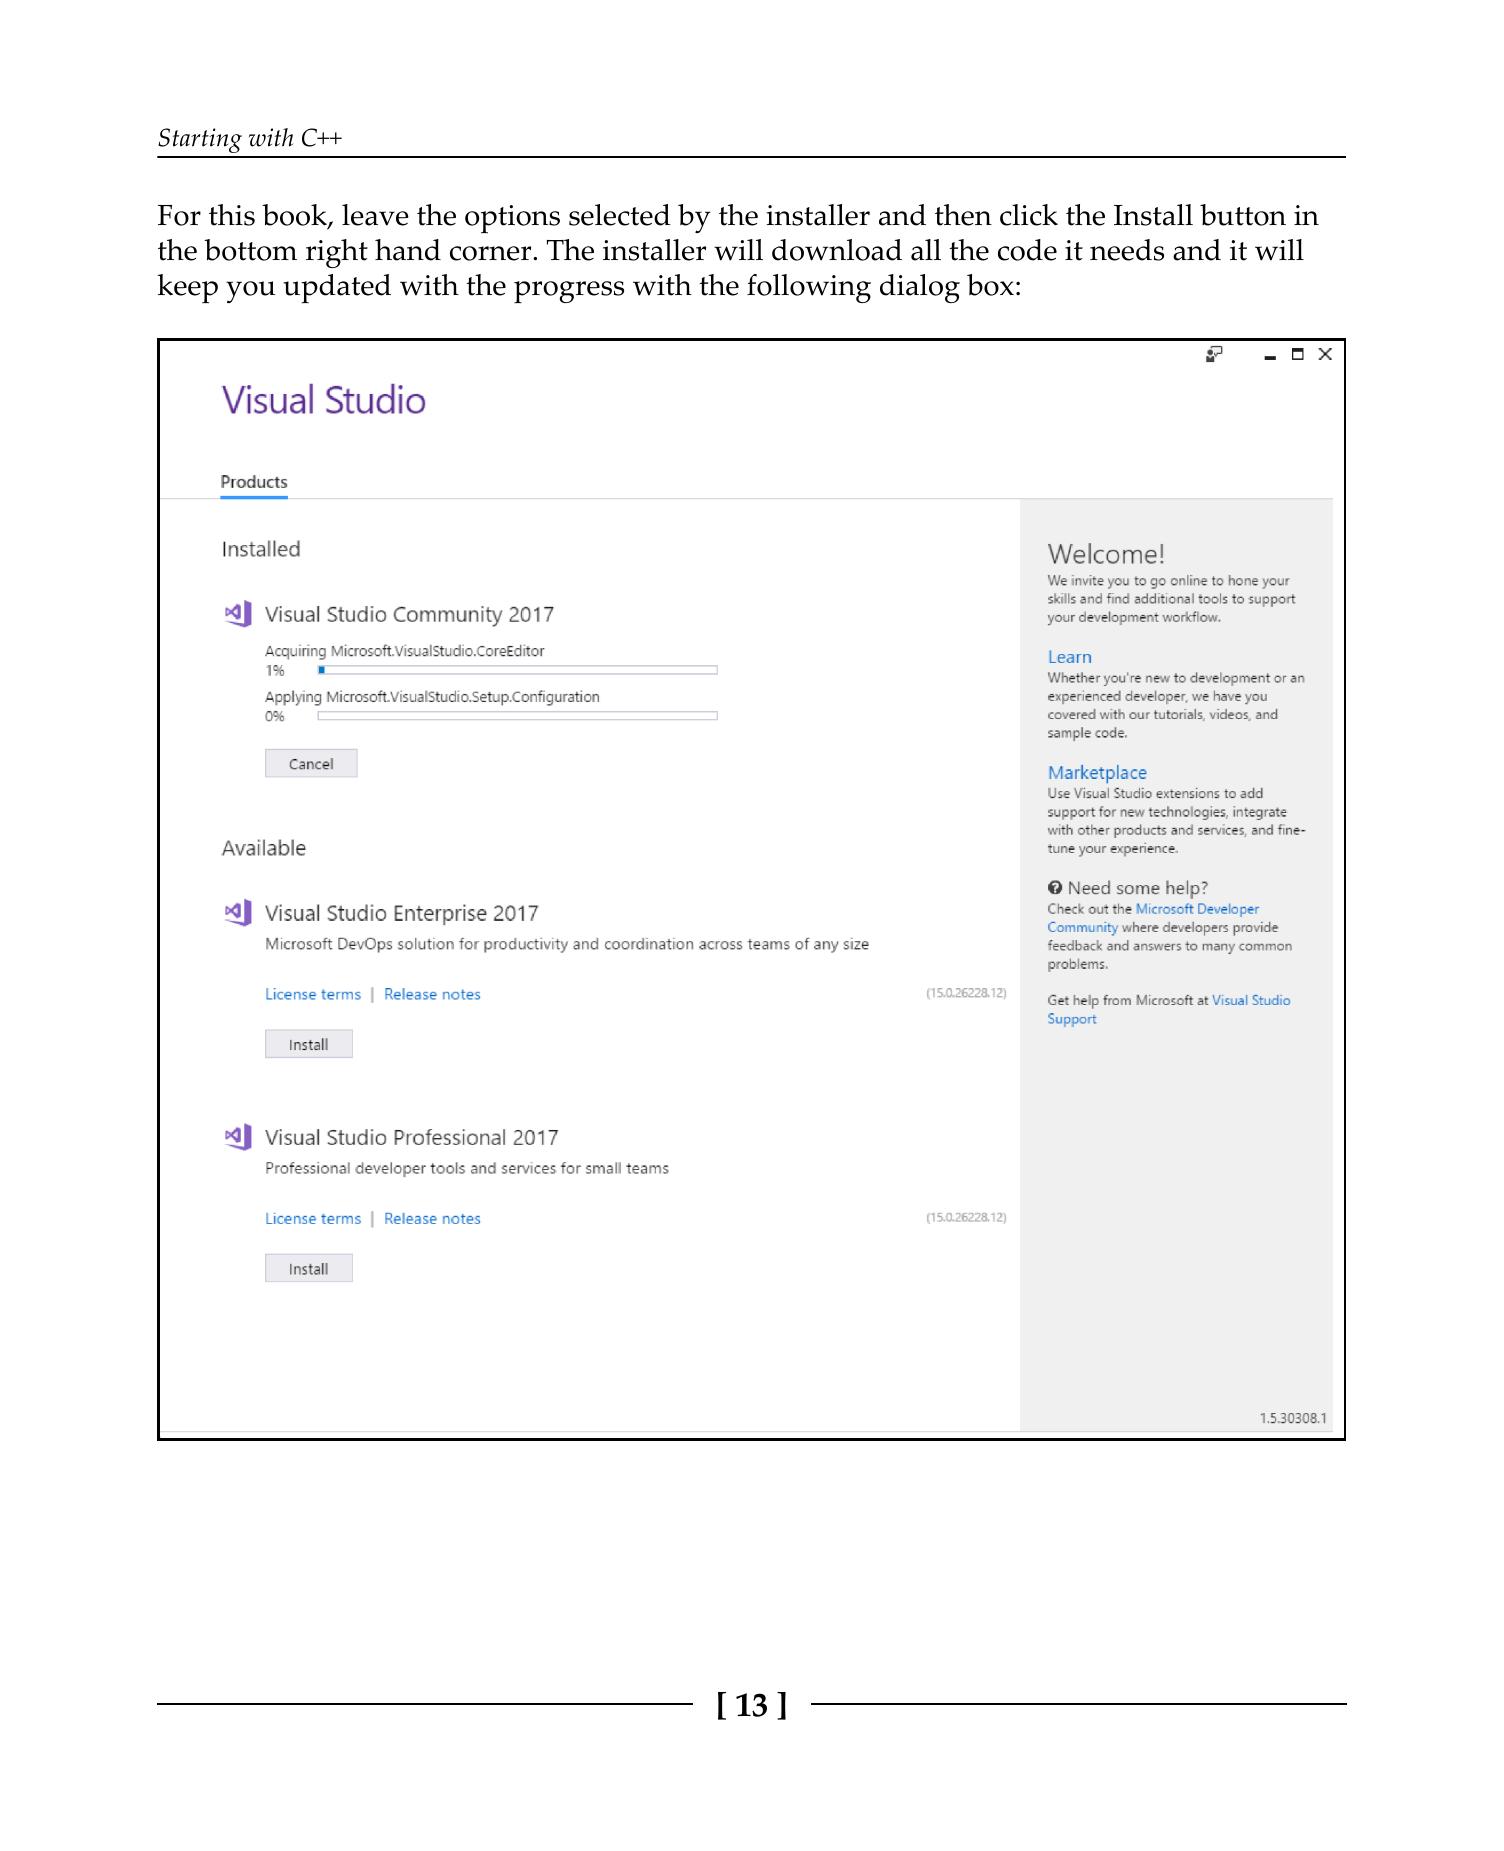 Starting with C++
For this book, leave the options selected by the installer and then click the Install button in
the bottom right hand corner. The installer will download all the code it needs and it will
keep you updated with the progress with the following dialog box:
Visual Studio
Products
Installed
Visual Studio Community 2017
Acquiring Microsoft.VisualStudio.CoreEditor
1%
Applying Microsoft.VisualStudio.Setup.Configuration
0%
Cancel
Available
Visual Studio Enterprise 2017
Microsoft DevOps solution for productivity and coordination across teams of any size
License terms | Release notes
(15.0.26228.12)
Install
Visual Studio Professional 2017
Professional developer tools and services for small teams
License terms | Release notes
(15.0.26228.12)
Install
Welcome!
We invite you to go online to hone your
skills and find additional tools to support
your development workflow.
Learn
Whether you're new to development or an
experienced developer, we have you
covered with our tutorials, videos, and
sample code.
Marketplace
Use Visual Studio extensions to add
support for new technologies, integrate
with other products and services, and fine-
tune your experience.
Need some help?
Check out the Microsoft Developer
Community where developers provide
feedback and answers to many common
problems.
Get help from Microsoft at Visual Studio
Support
1.5.30308.1
[ 13 ]